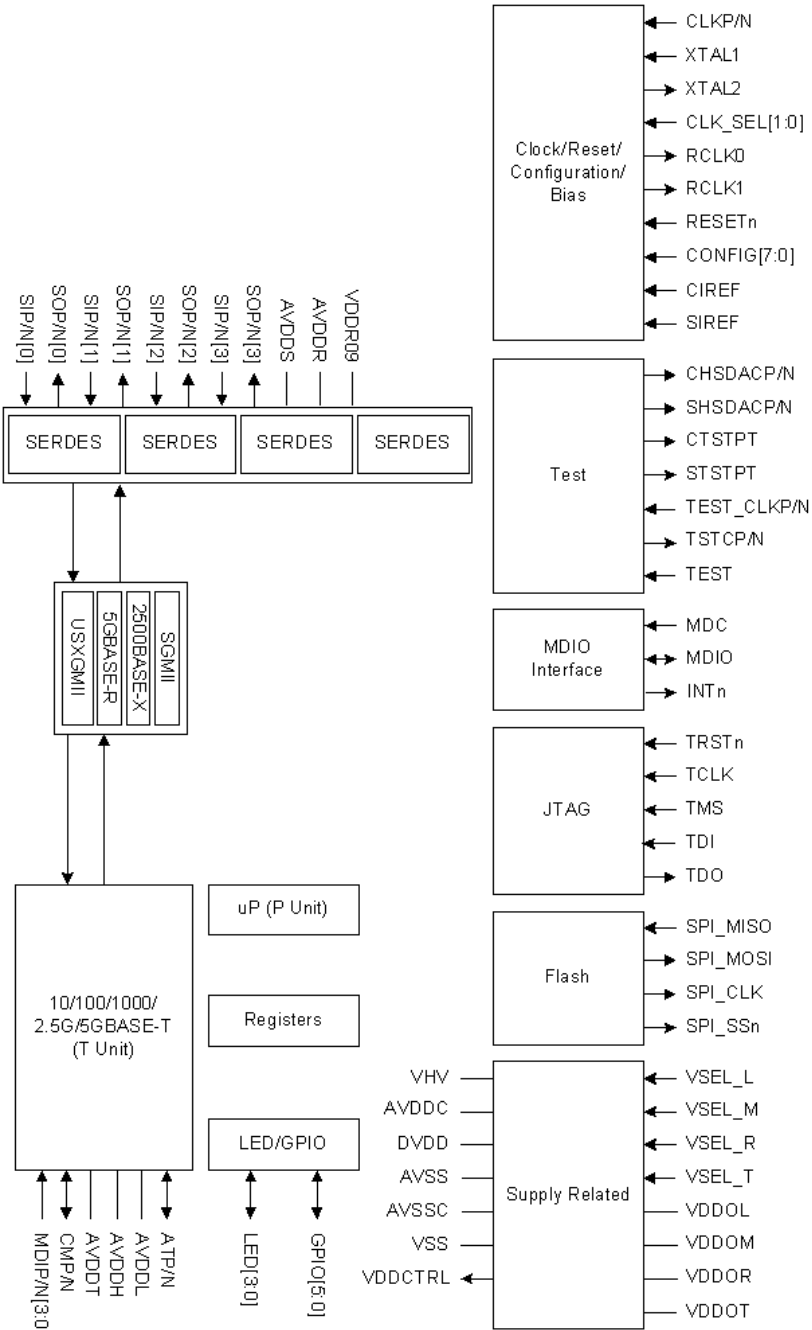 CLKP/N
XTAL1
XTAL2
CLK_SEL[1:0]
RCLK0
RCLK1
RESETn
CONFIG[7:0]
CIREF
SIREF
Clock/Reset/
Configuration/
Bias
SIP/N[0]
SOP/N[0]
SIP/N[1]
SOP/N[1]
SIP/N[2]
SOP/N[2]
SIP/N[3]
SOP/N[3]
AVDDS
AVDDR
VDDR09
SERDES
SERDES
SERDES
SERDES
CHSDACP/N
SHSDACP/N
CTSTPT
STSTPT
TEST_CLKP/N
TSTCP/N
TEST
Test
USXGMII
5GBASE-R
2500BASE-X
SGMII
MDIO
Interface
MDC
MDIO
INTn
JTAG
TRSTn
TCLK
TMS
TDI
TDO
10/100/1000/
2.5G/5GBASE-T
(T Unit)
uP (P Unit)
Registers
LED/GPIO
Flash
SPI_MISO
SPI_MOSI
SPI_CLK
SPI_SSn
VHV
AVDDC
DVDD
AVSS
AVSSC
VSS
VDDCTRL
Supply Related
VSEL_L
VSEL_M
VSEL_R
VSEL_T
VDDOL
VDDOM
VDDOR
VDDOT
MDIP/N[3:0
CMP/N
AVDDT
AVDDH
AVDDL
ATP/N
LED[3:0]
GPIO[5:0]